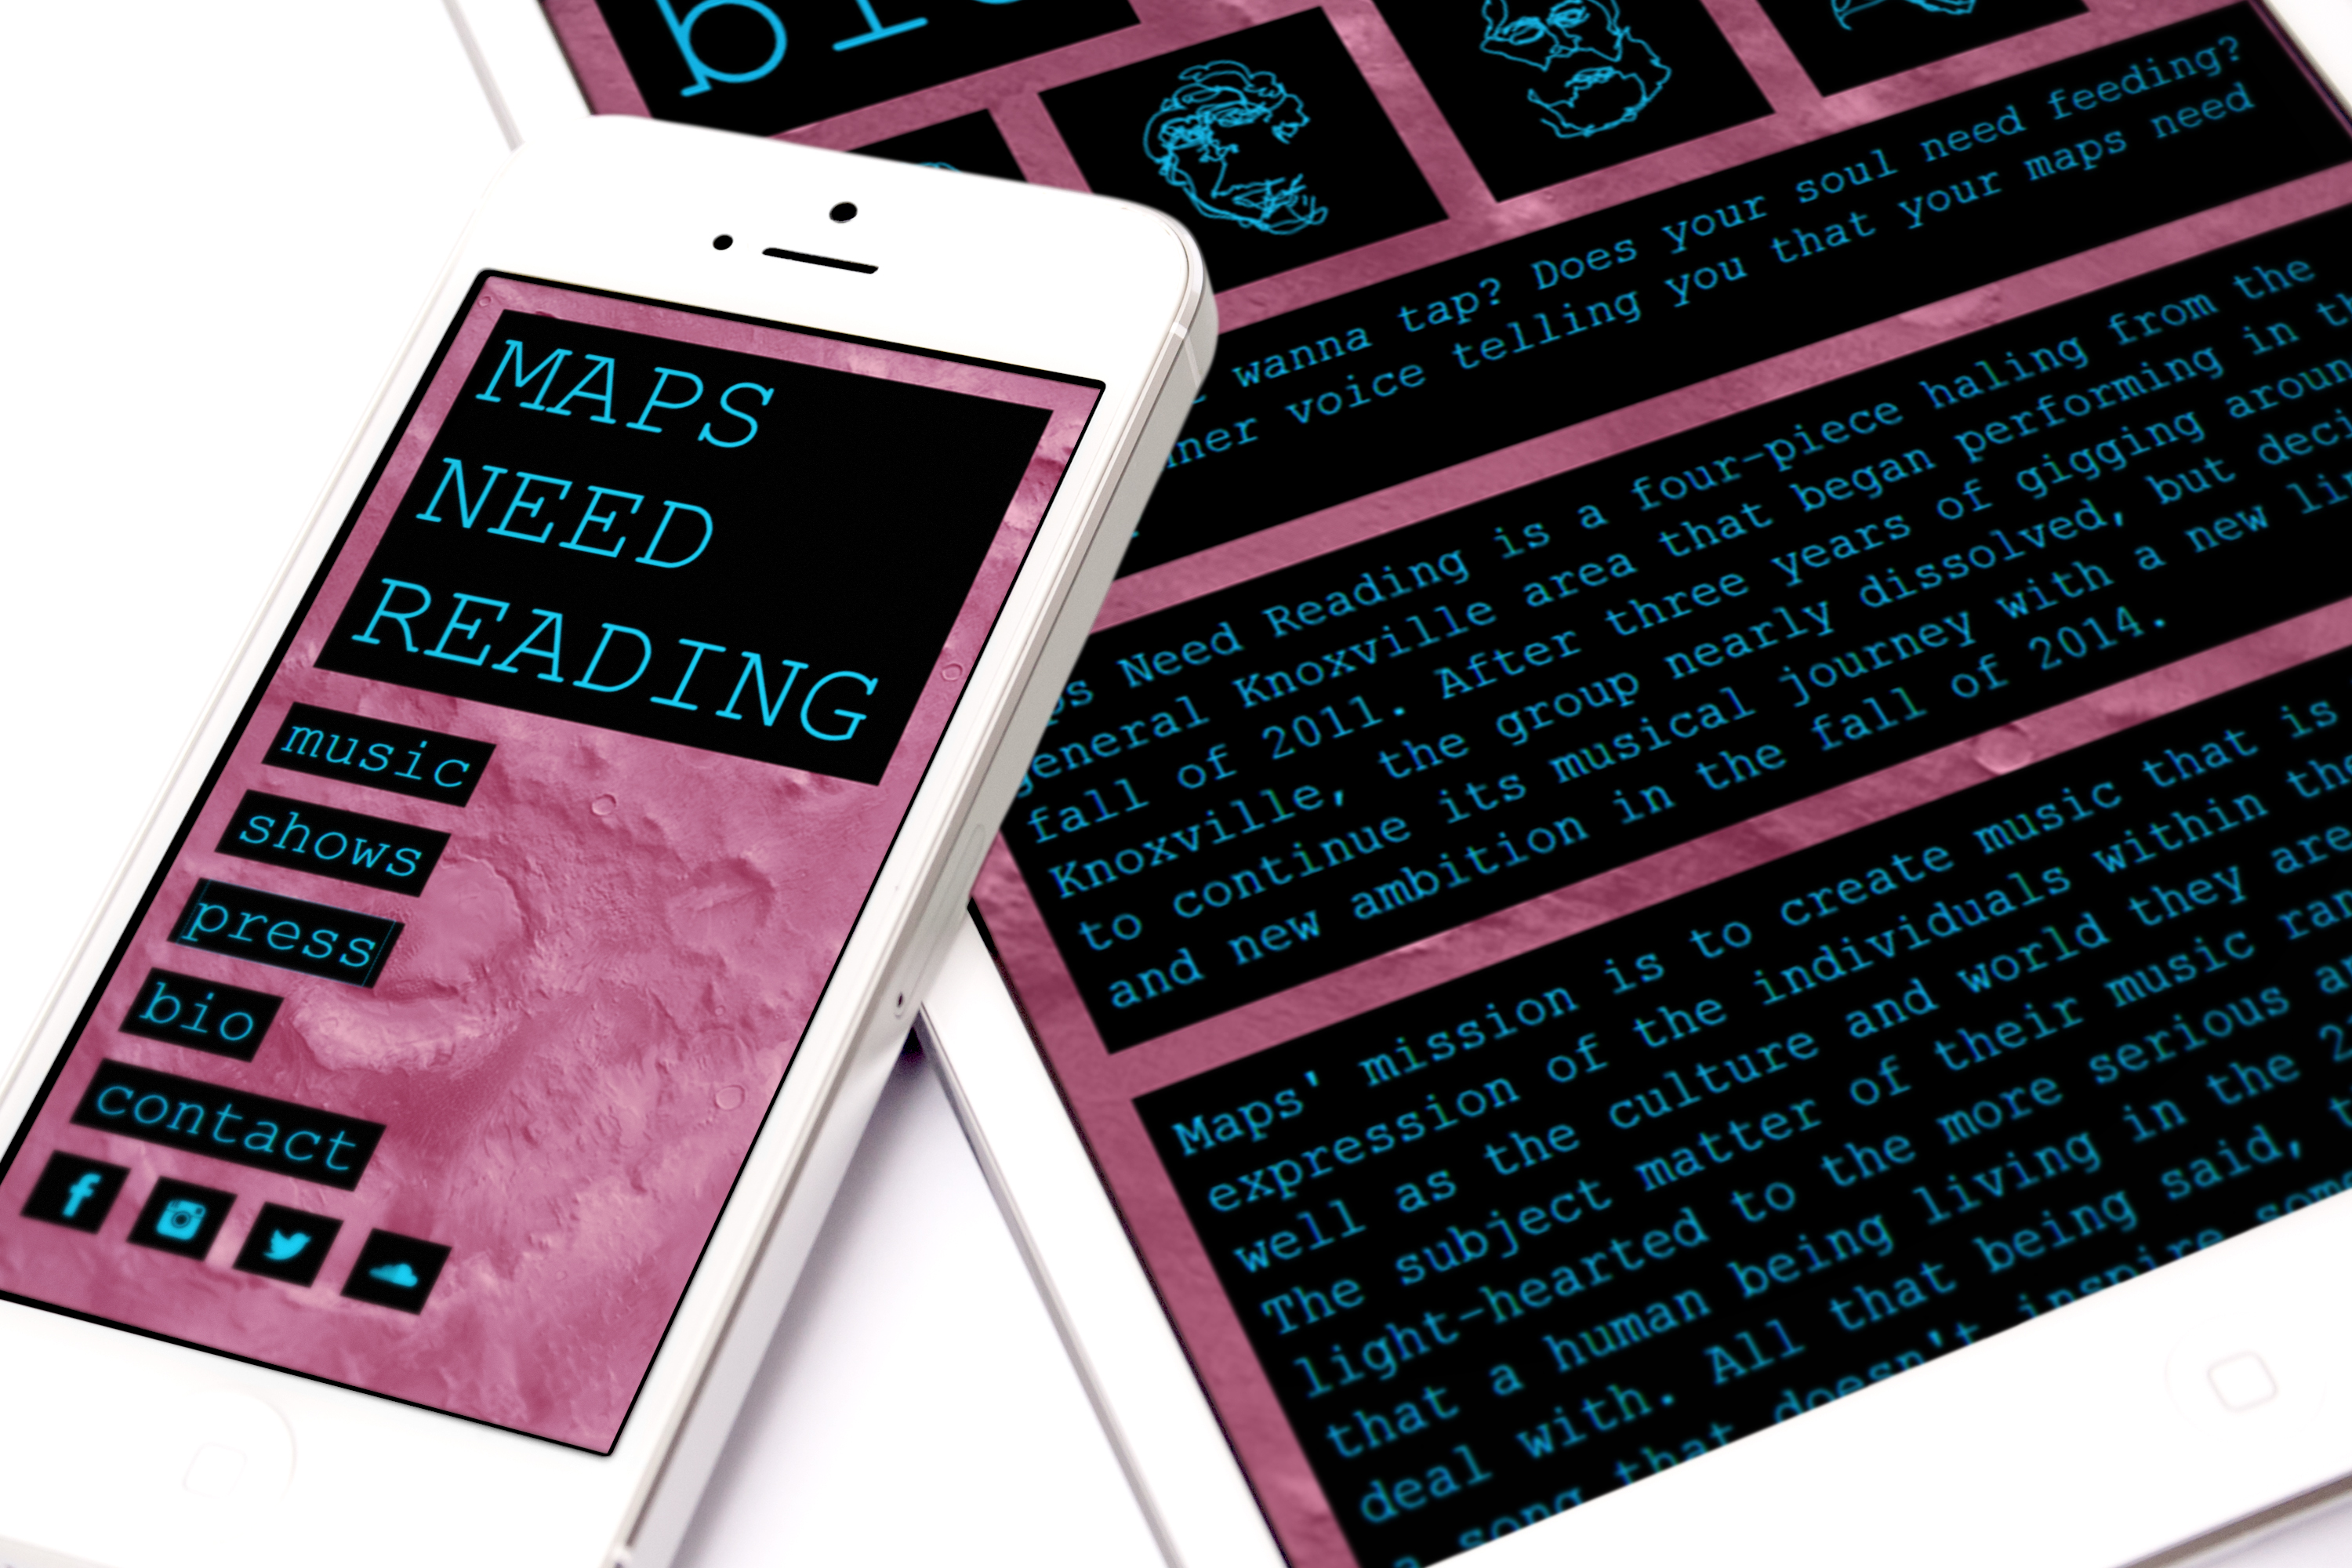 MAPS
NEED
READING
music
shows
press
bio
contact
wanna tap? Does your soul need feeding?
voice telling you that your maps need
Need Reading is a four-piece haling from the
general Knoxville area that began performing in
fall of 2011. After three years of gigging
Knoxville, the group nearly dissolved, but
to continue its musical journey with a new
and new ambition in the fall of 2014.
Maps' mission is to create music that is
expression of the individuals within the
well as the culture and world they are
The subject matter of their music
light-hearted to the more serious
that a human being living in the
deal with. All that being said,
a song that doesn't inspire